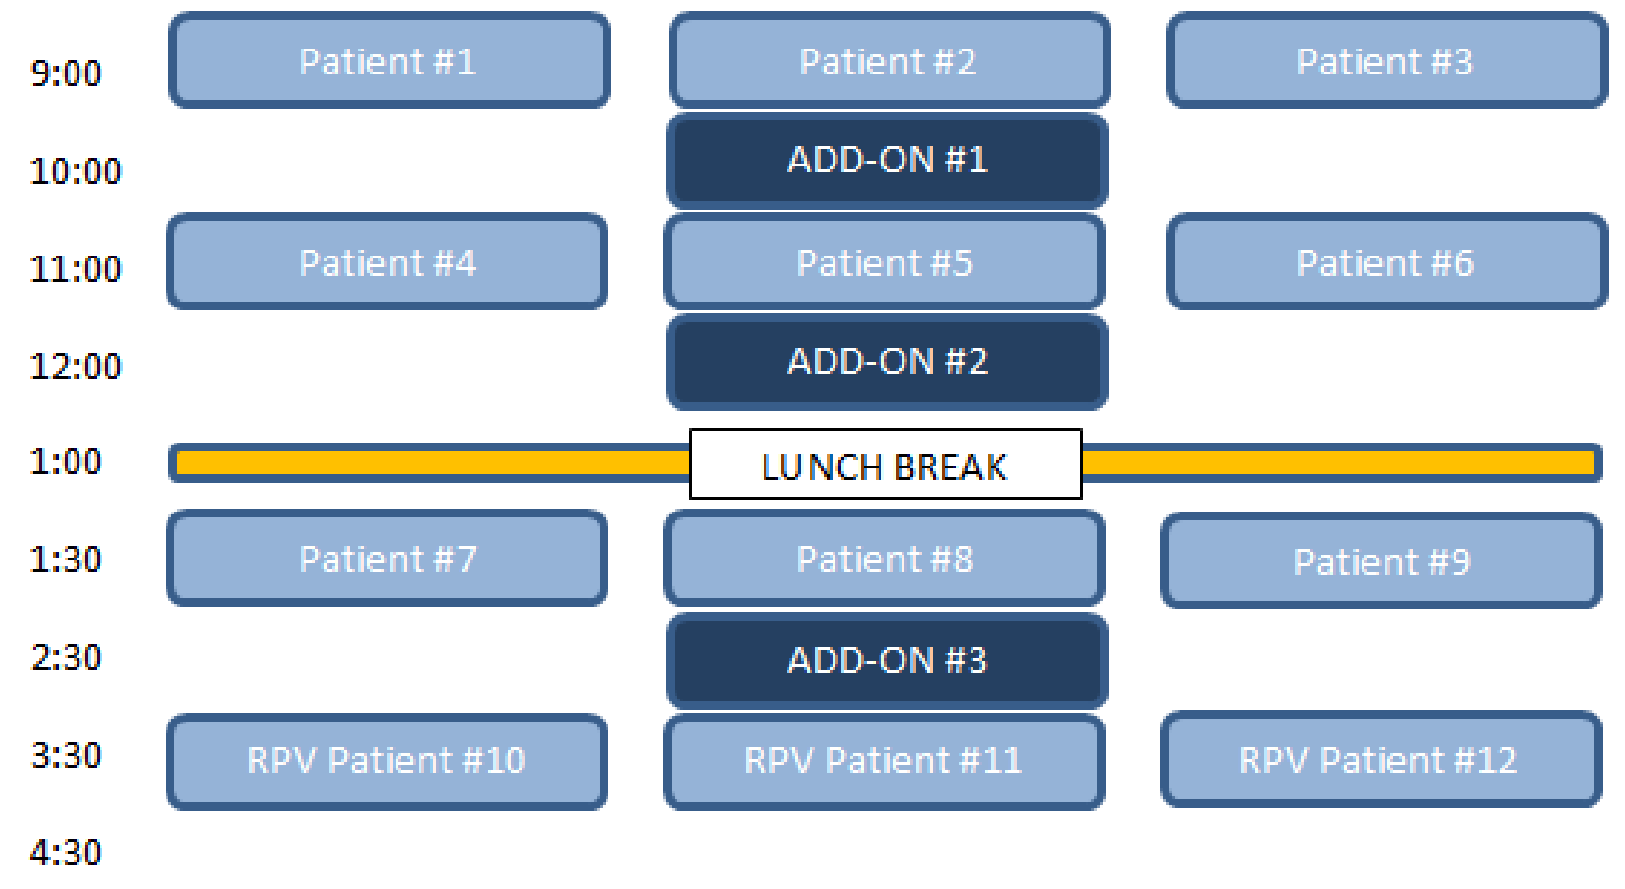 9:00
Patient #1
Patient #2
Patient #3
10:00
ADD-ON #1
11:00
Patient #4
Patient #5
Patient #6
12:00
ADD-ON #2
1:00
LUNCH BREAK
1:30
Patient #7
Patient #8
Patient #9
2:30
ADD-ON #3
3:30
RPV Patient #10
RPV Patient #11
RPV Patient #12
4:30